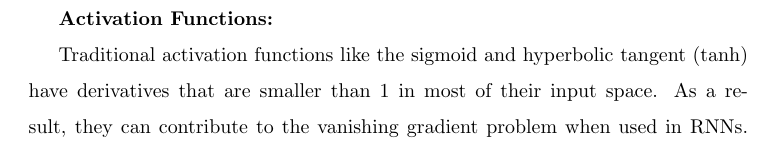 Activation Functions:
Traditional activation functions like the sigmoid and hyperbolic tangent (tanh)
have derivatives that are smaller than 1 in most of their input space. As a re-
sult, they can contribute to the vanishing gradient problem when used in RNNs.